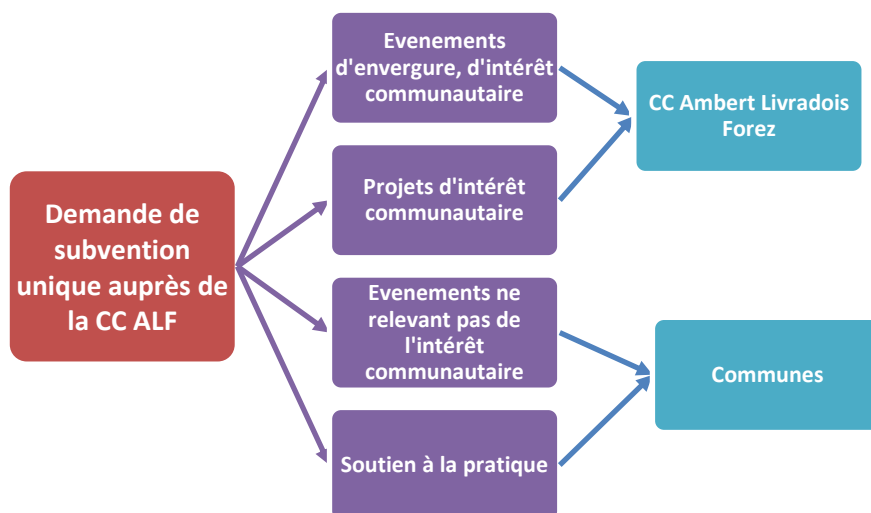 Demande de
subvention
unique auprès de
la CC ALF
Evenements
d'envergure, d'intérêt
communautaire
Projets d'intérêt
communautaire
Evenements ne
relevant pas de
l'intérêt
communautaire
Soutien à la pratique
CC Ambert Livradois
Forez
Communes